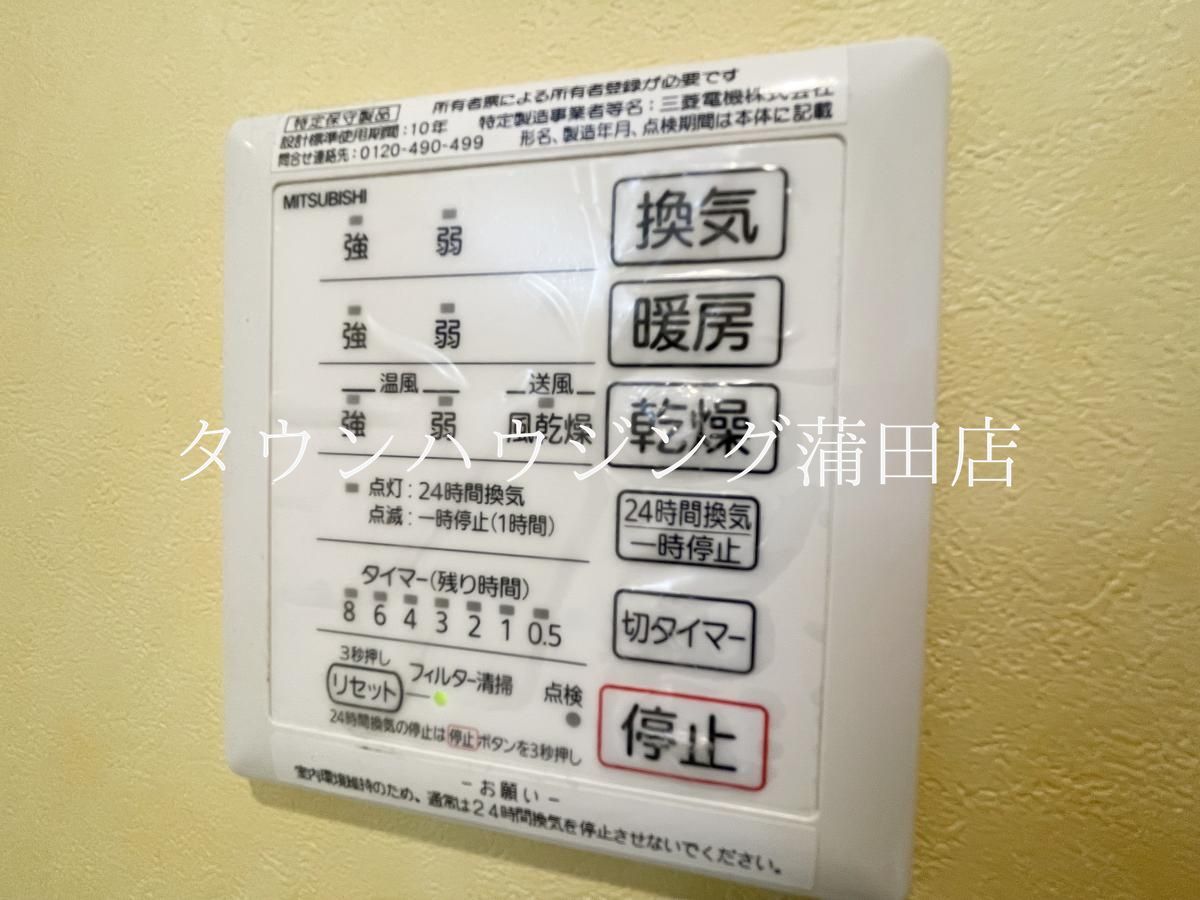 特定保守製品 所有者票による所有者登録が必要です
設計標準使用期間:10年 特定製造事業者等名:三菱電機株式会社
問合せ連絡先:0120-490-499 形名、製造年月、点検期間は本体に記載
MITSUBISHI
強 弱 換気
強 弱 暖房
温風 送風
強 弱 風乾燥 乾燥
タウンハウジング蒲田店
点灯:24時間換気
点滅:一時停止(1時間)
24時間換気
一時停止
タイマー(残り時間)
8 6 4 3 2 1 0.5
切タイマー
3秒押し
リセット フィルター清掃 点検
停止
24時間換気の停止は停止ボタンを3秒押し
-お願い-
室内環境維持のため、通常は24時間換気を停止させないでください。